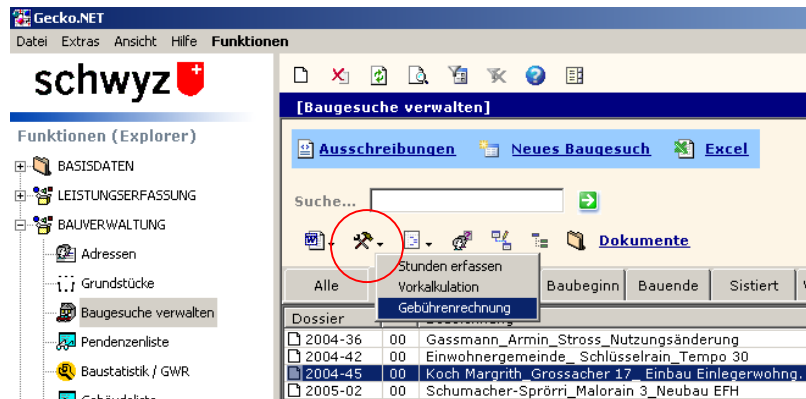 Gecko.NET
Datei Extras Ansicht Hilfe Funktionen
schwyz
[Baugesuche verwalten]
Funktionen (Explorer)
Ausschreibungen Neues Baugesuch Excel
BASISDATEN
LEISTUNGSERFASSUNG
Suche...
BAUVERWALTUNG
Adressen
Dokumente
Stunden erfassen
Grundstücke
Alle Vorkalkulation Baubeginn Bauende Sistiert
Baugesuche verwalten
Gebührenrechnung
Dossier
Pendenzenliste
2004-36 00 Gassmann_Armin_Stross_Nutzungsänderung
2004-42 00 Einwohnergemeinde_ Schlüsselrain_Tempo 30
Baustatistik / GWR
2004-45 00 Koch Margrith_Grossacher 17_ Einbau Einlegerwohng.
2005-02 00 Schumacher-Sprörri_Malorain 3_Neubau EFH